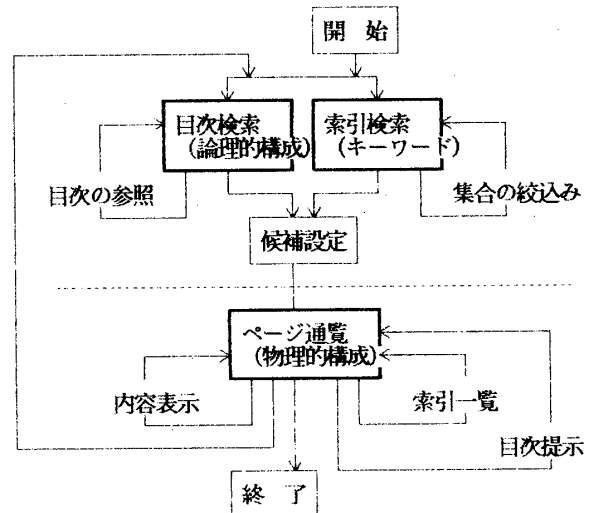 開　始
目次検索
（論理的構成）
索引検索
（キーワード）
目次の参照
集合の絞込み
候補設定
ページ通覧
（物理的構成）
内容表示
索引一覧
目次提示
終　了